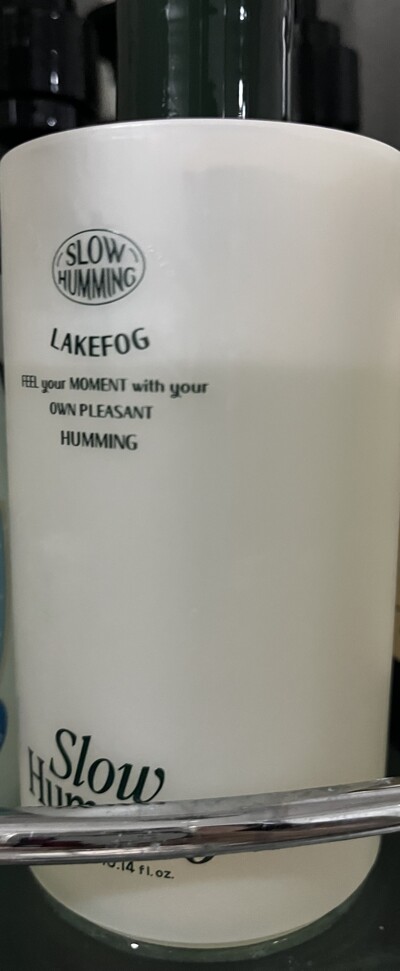 SLOW
HUMMING
LAKEFOG
FEEL your MOMENT with your
OWN PLEASANT
HUMMING
Slow
fl.oz.